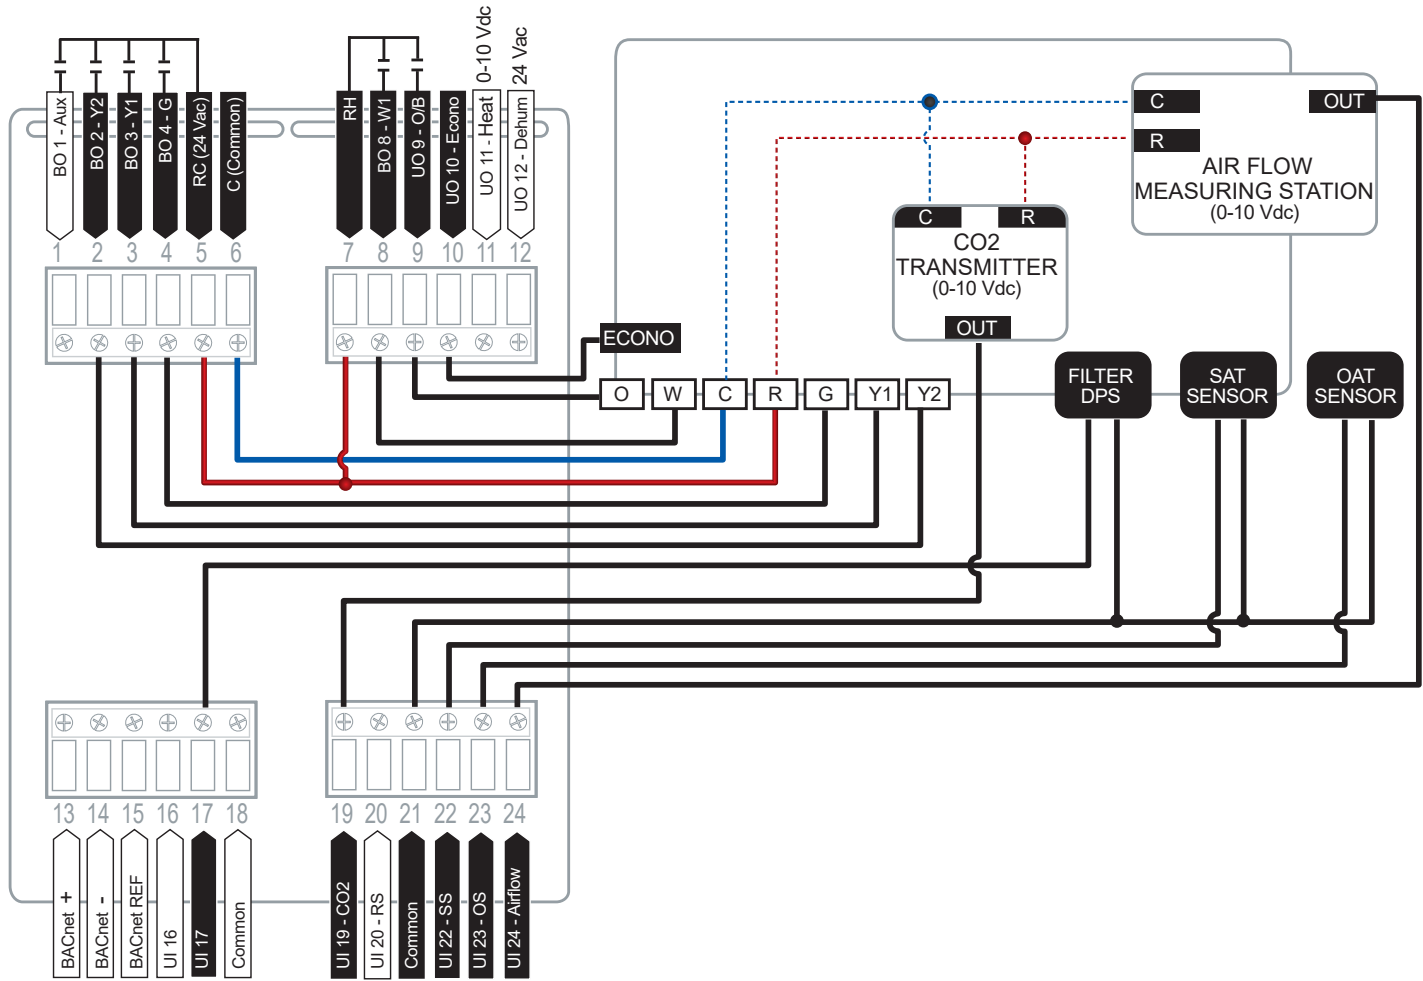 BO 1 - Aux
BO 2 - Y2
BO 3 - Y1
BO 4 - G
RC (24 Vac)
C (Common)
RH
BO 8 - W1
UO 9 - O/B
UO 10 - Econo
UO 11 - Heat 0-10 Vdc
UO 12 - Dehum 24 Vac
1 2 3 4 5 6
7 8 9 10 11 12
C
R
OUT
AIR FLOW
MEASURING STATION
(0-10 Vdc)
C R
CO2
TRANSMITTER
(0-10 Vdc)
OUT
ECONO
O W C R G Y1 Y2
FILTER
DPS
SAT
SENSOR
OAT
SENSOR
13 14 15 16 17 18
19 20 21 22 23 24
BACnet +
BACnet -
BACnet REF
UI 16
UI 17
Common
UI 19 - CO2
UI 20 - RS
Common
UI 22 - SS
UI 23 - OS
UI 24 - Airflow